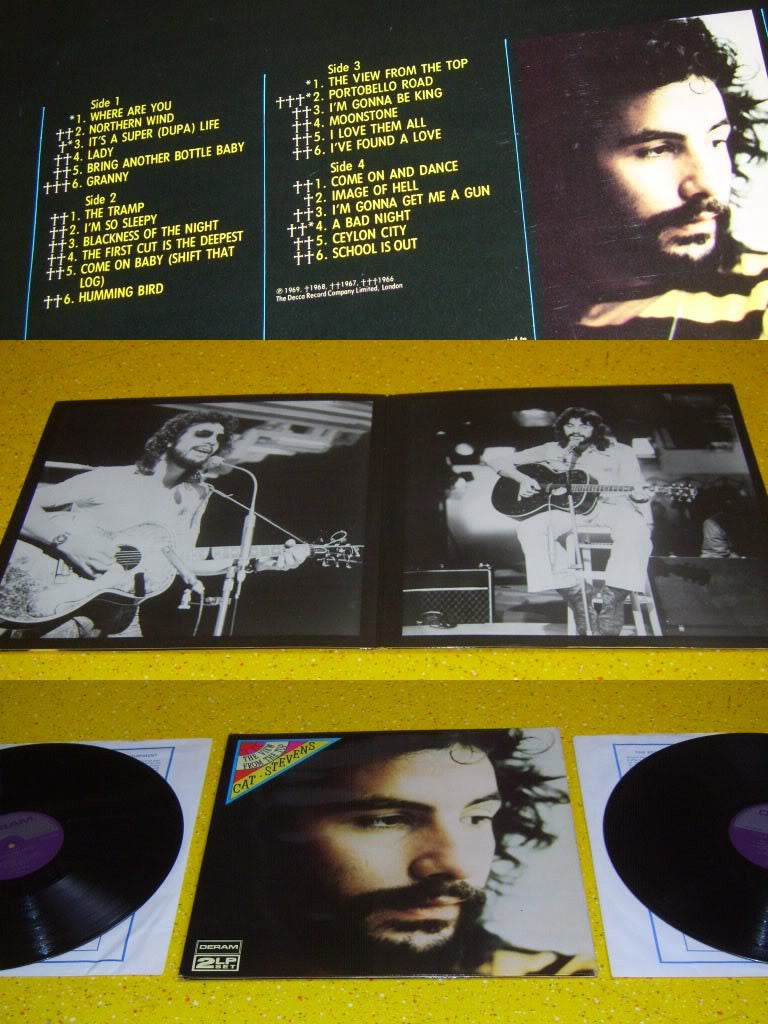 Side 1
*1. WHERE ARE YOU
††2. NORTHERN WIND
†*3. IT'S A SUPER (DUPA) LIFE
††4. LADY
††5. BRING ANOTHER BOTTLE BABY
†††6. GRANNY
Side 2
††1. THE TRAMP
††2. I'M SO SLEEPY
††3. BLACKNESS OF THE NIGHT
††4. THE FIRST CUT IS THE DEEPEST
††5. COME ON BABY (SHIFT THAT
LOG)
††6. HUMMING BIRD
Side 3
*1. THE VIEW FROM THE TOP
†††*2. PORTOBELLO ROAD
††3. I'M GONNA BE KING
††4. MOONSTONE
††5. I LOVE THEM ALL
††6. I'VE FOUND A LOVE
Side 4
††1. COME ON AND DANCE
†2. IMAGE OF HELL
††3. I'M GONNA GET ME A GUN
††*4. A BAD NIGHT
††5. CEYLON CITY
††6. SCHOOL IS OUT
℗ 1969, †1968, ††1967, †††1966
The Decca Record Company Limited, London
THE VIEW
FROM THE TOP
CAT·STEVENS
DERAM
2LP
SET